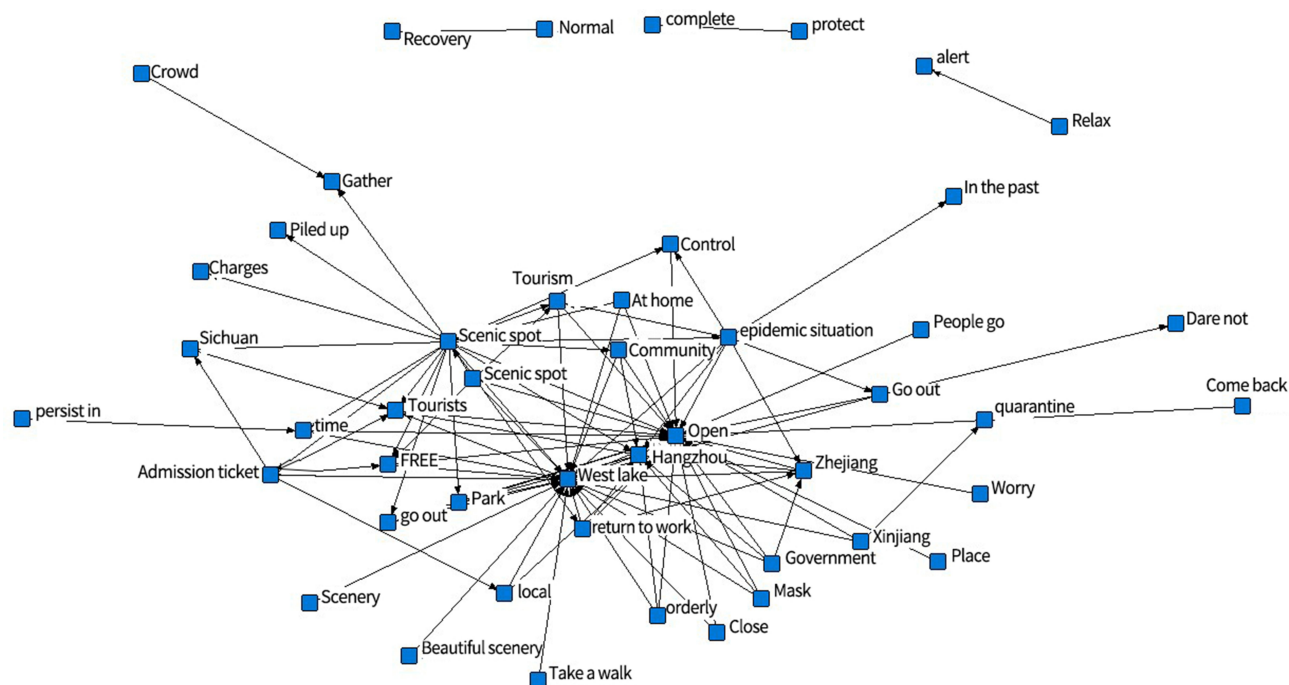 Recovery
Normal
complete
protect
Crowd
alert
Relax
Gather
In the past
Piled up
Control
Charges
Tourism
At home
Sichuan
Scenic spot
epidemic situation
People go
Dare not
Community
Scenic spot
Go out
Come back
persist in
time
Tourists
quarantine
Open
Hangzhou
Admission ticket
FREE
West lake
Zhejiang
Park
Worry
go out
return to work
Xinjiang
Government
Place
Scenery
local
Mask
orderly
Close
Beautiful scenery
Take a walk